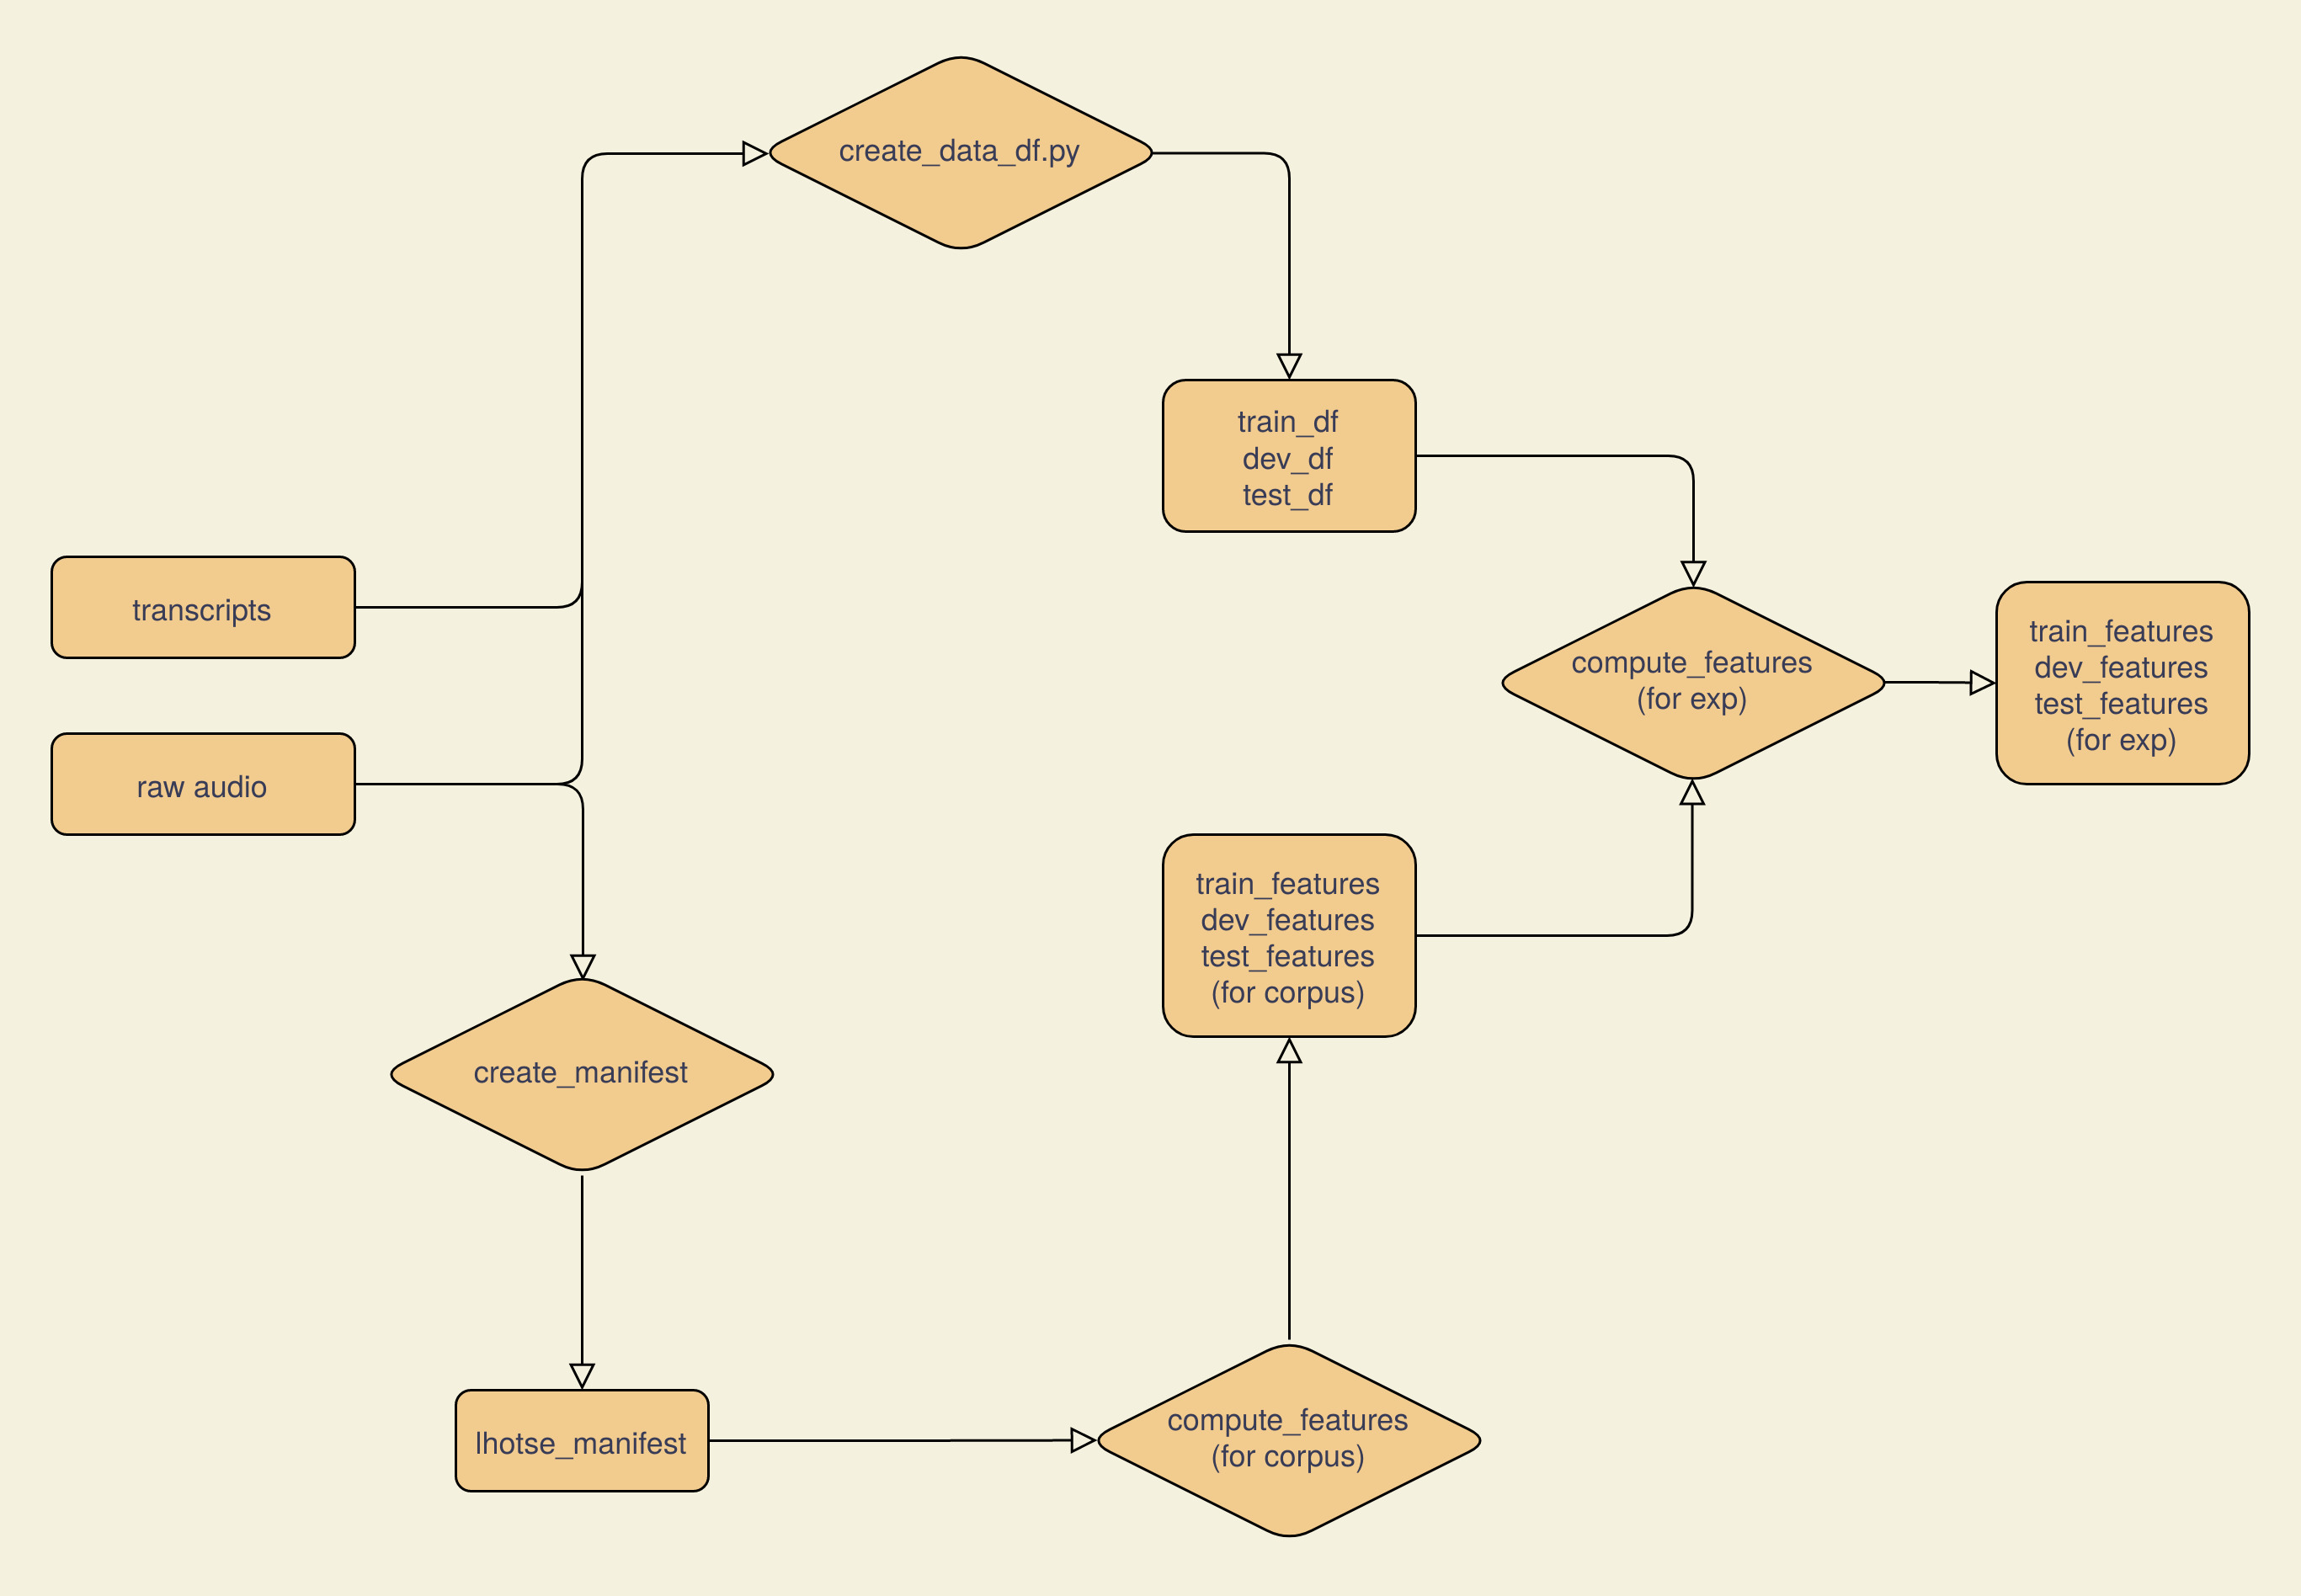 create_data_df.py
train_df
dev_df
test_df
transcripts
raw audio
compute_features
(for exp)
train_features
dev_features
test_features
(for exp)
train_features
dev_features
test_features
(for corpus)
create_manifest
lhotse_manifest
compute_features
(for corpus)